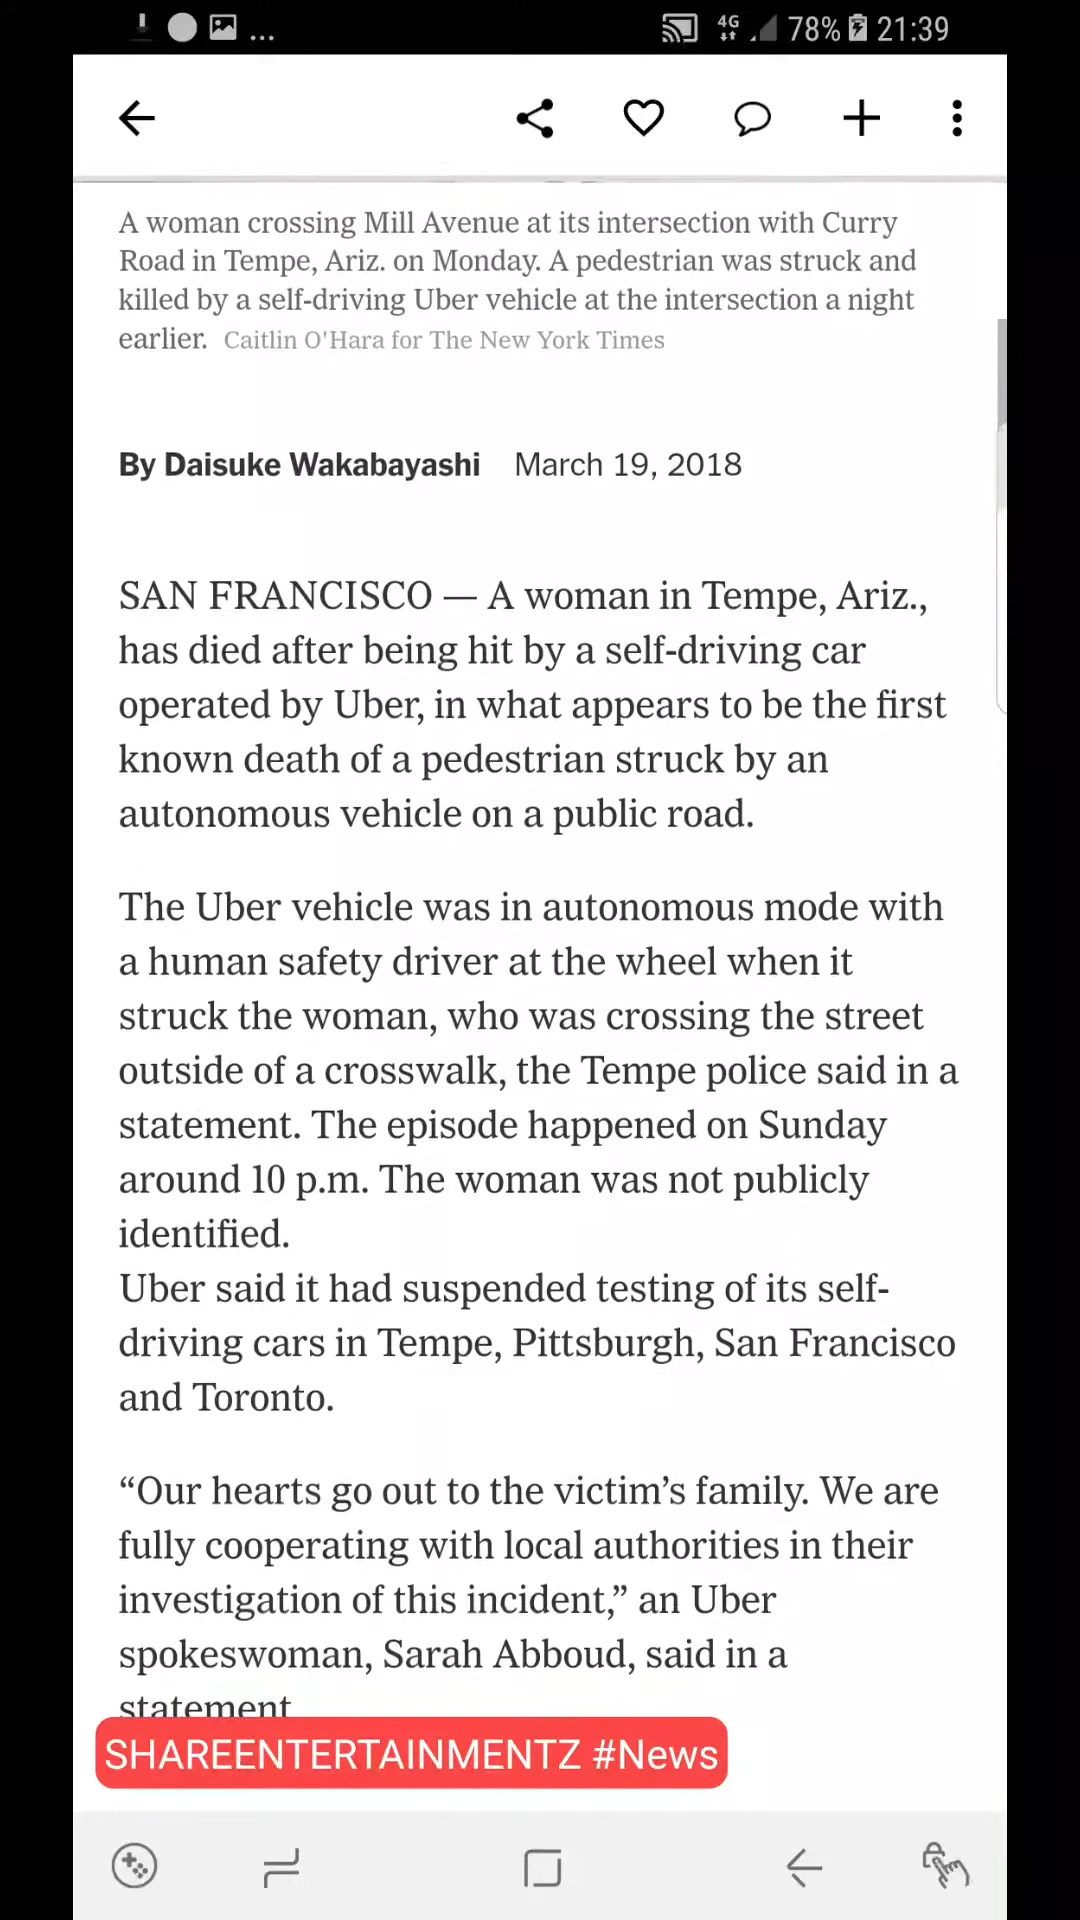 ... 4G 78% 21:39
A woman crossing Mill Avenue at its intersection with Curry
Road in Tempe, Ariz. on Monday. A pedestrian was struck and
killed by a self-driving Uber vehicle at the intersection a night
earlier. Caitlin O'Hara for The New York Times
By Daisuke Wakabayashi March 19, 2018
SAN FRANCISCO — A woman in Tempe, Ariz.,
has died after being hit by a self-driving car
operated by Uber, in what appears to be the first
known death of a pedestrian struck by an
autonomous vehicle on a public road.
The Uber vehicle was in autonomous mode with
a human safety driver at the wheel when it
struck the woman, who was crossing the street
outside of a crosswalk, the Tempe police said in a
statement. The episode happened on Sunday
around 10 p.m. The woman was not publicly
identified.
Uber said it had suspended testing of its self-
driving cars in Tempe, Pittsburgh, San Francisco
and Toronto.
“Our hearts go out to the victim’s family. We are
fully cooperating with local authorities in their
investigation of this incident,” an Uber
spokeswoman, Sarah Abboud, said in a
statement
SHAREENTERTAINMENTZ #News